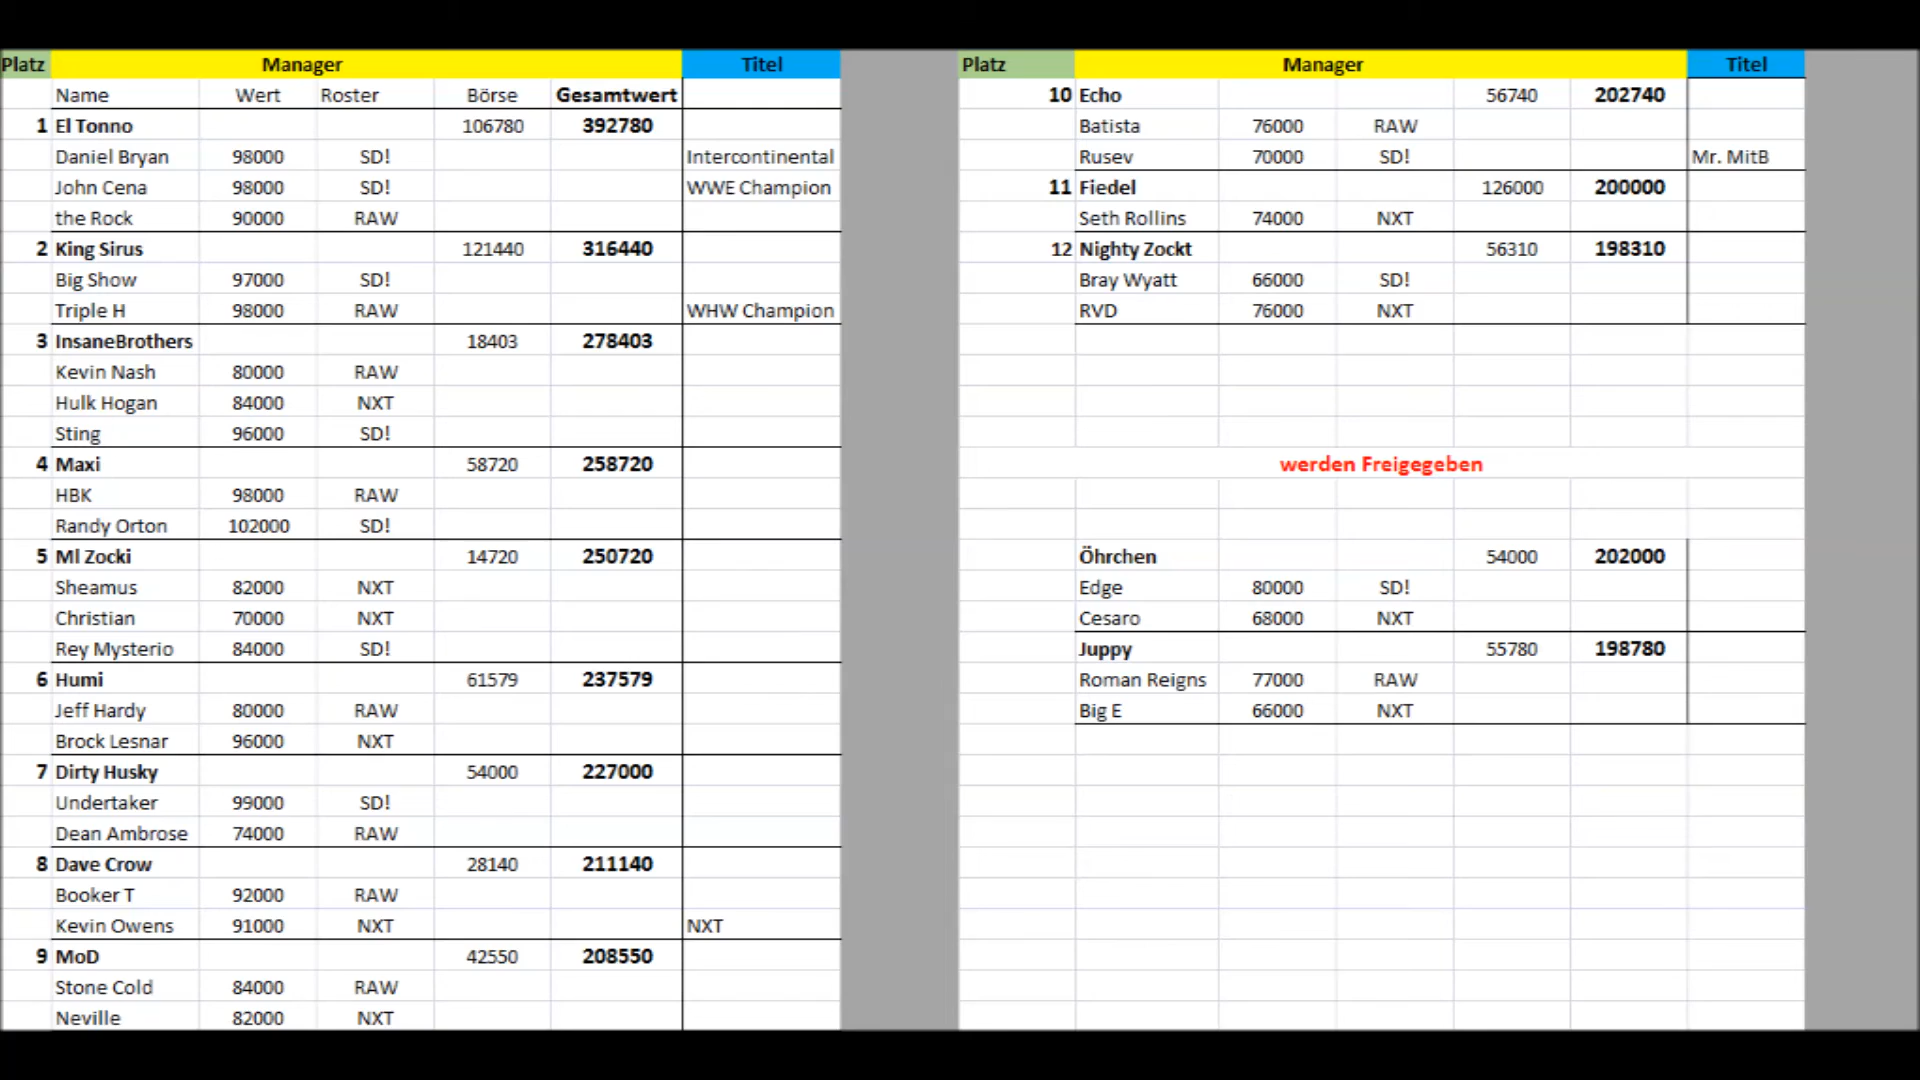 Platz Manager Titel
Name Wert Roster Börse Gesamtwert
1 El Tonno 106780 392780
Daniel Bryan 98000 SD! Intercontinental
John Cena 98000 SD! WWE Champion
the Rock 90000 RAW
2 King Sirus 121440 316440
Big Show 97000 SD!
Triple H 98000 RAW WHW Champion
3 InsaneBrothers 18403 278403
Kevin Nash 80000 RAW
Hulk Hogan 84000 NXT
Sting 96000 SD!
4 Maxi 58720 258720
HBK 98000 RAW
Randy Orton 102000 SD!
5 Ml Zocki 14720 250720
Sheamus 82000 NXT
Christian 70000 NXT
Rey Mysterio 84000 SD!
6 Humi 61579 237579
Jeff Hardy 80000 RAW
Brock Lesnar 96000 NXT
7 Dirty Husky 54000 227000
Undertaker 99000 SD!
Dean Ambrose 74000 RAW
8 Dave Crow 28140 211140
Booker T 92000 RAW
Kevin Owens 91000 NXT NXT
9 MoD 42550 208550
Stone Cold 84000 RAW
Neville 82000 NXT
Platz Manager Titel
10 Echo 56740 202740
Batista 76000 RAW
Rusev 70000 SD! Mr. MitB
11 Fiedel 126000 200000
Seth Rollins 74000 NXT
12 Nighty Zockt 56310 198310
Bray Wyatt 66000 SD!
RVD 76000 NXT
werden Freigegeben
Öhrchen 54000 202000
Edge 80000 SD!
Cesaro 68000 NXT
Juppy 55780 198780
Roman Reigns 77000 RAW
Big E 66000 NXT